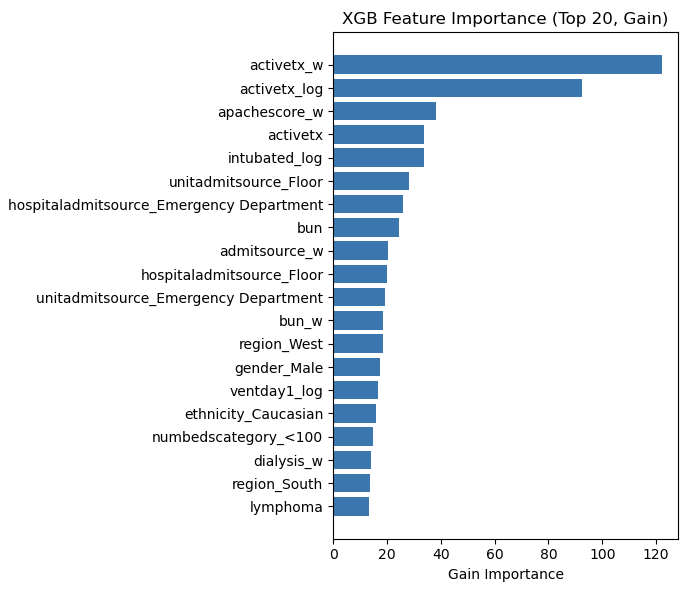 XGB Feature Importance (Top 20, Gain)
activetx_w
activetx_log
apachescore_w
activetx
intubated_log
unitadmitsource_Floor
hospitaladmitsource_Emergency Department
bun
admitsource_w
hospitaladmitsource_Floor
unitadmitsource_Emergency Department
bun_w
region_West
gender_Male
ventday1_log
ethnicity_Caucasian
numbedscategory_<100
dialysis_w
region_South
lymphoma
0 20 40 60 80 100 120
Gain Importance